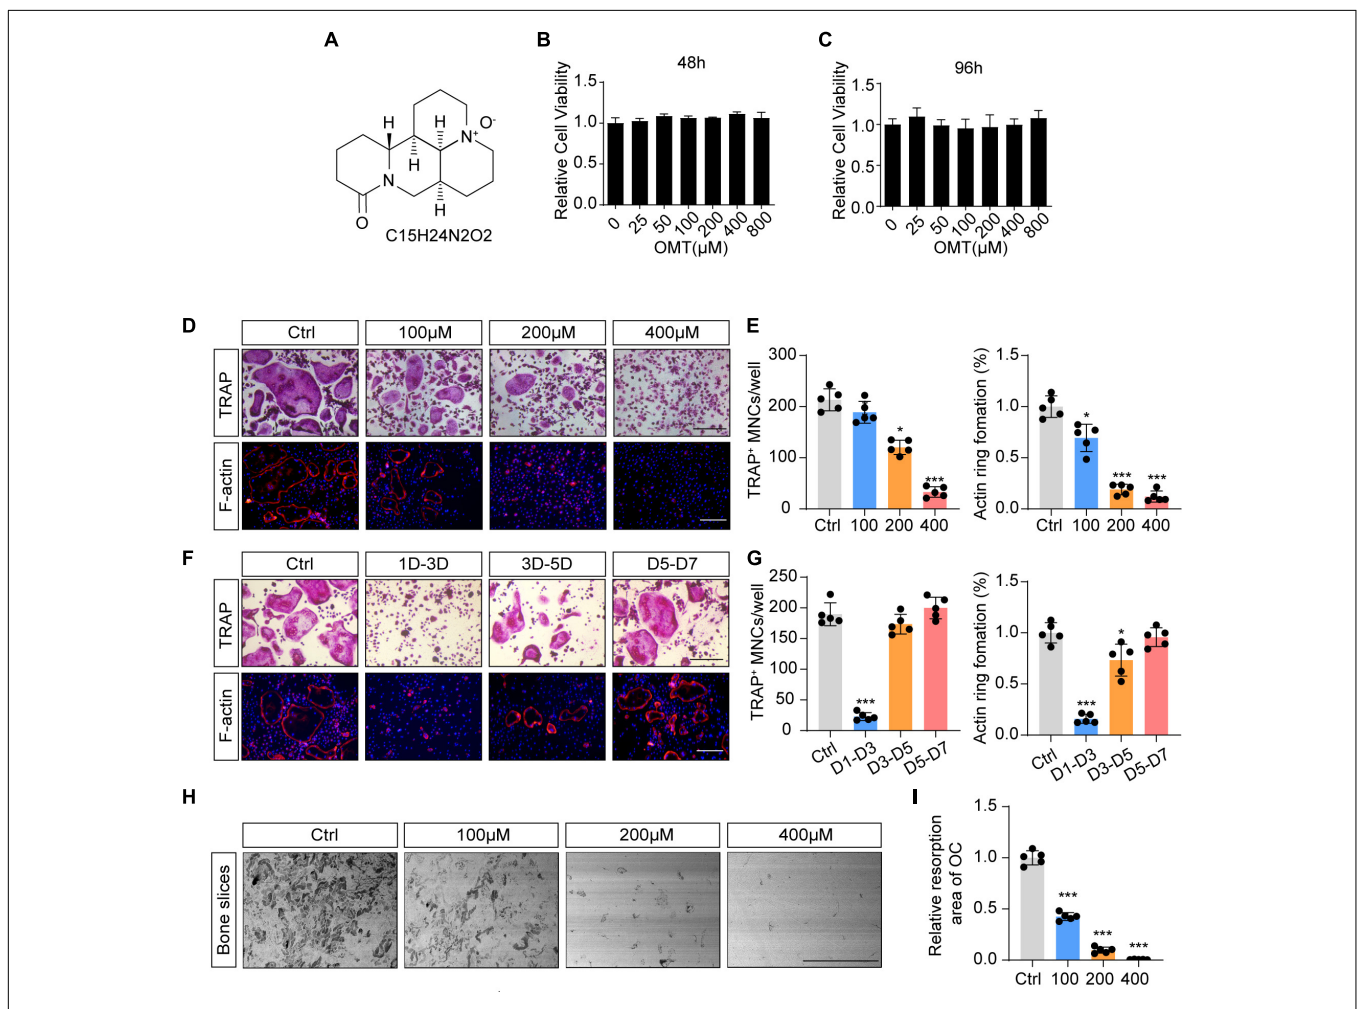 A
H
H
H
H
N
N+
O-
O
C15H24N2O2
B
48h
Relative Cell Viability
1.5
1.0
0.5
0.0
0 25 50 100 200 400 800
OMT(µM)
C
96h
Relative Cell Viability
1.5
1.0
0.5
0.0
0 25 50 100 200 400 800
OMT(µM)
D
Ctrl 100µM 200µM 400µM
TRAP
F-actin
E
TRAP+ MNCs/well
300
200
100
0
*
***
Ctrl 100 200 400
Actin ring fomation (%)
1.5
1.0
0.5
0.0
*
***
***
Ctrl 100 200 400
F
Ctrl 1D-3D 3D-5D D5-D7
TRAP
F-actin
G
TRAP+ MNCs/well
250
200
150
100
50
0
***
Ctrl D1-D3 D3-D5 D5-D7
Actin ring fomation (%)
1.5
1.0
0.5
0.0
***
*
Ctrl D1-D3 D3-D5 D5-D7
H
Ctrl 100µM 200µM 400µM
Bone slices
I
Relative resorption
area of OC
1.5
1.0
0.5
0.0
***
***
***
Ctrl 100 200 400